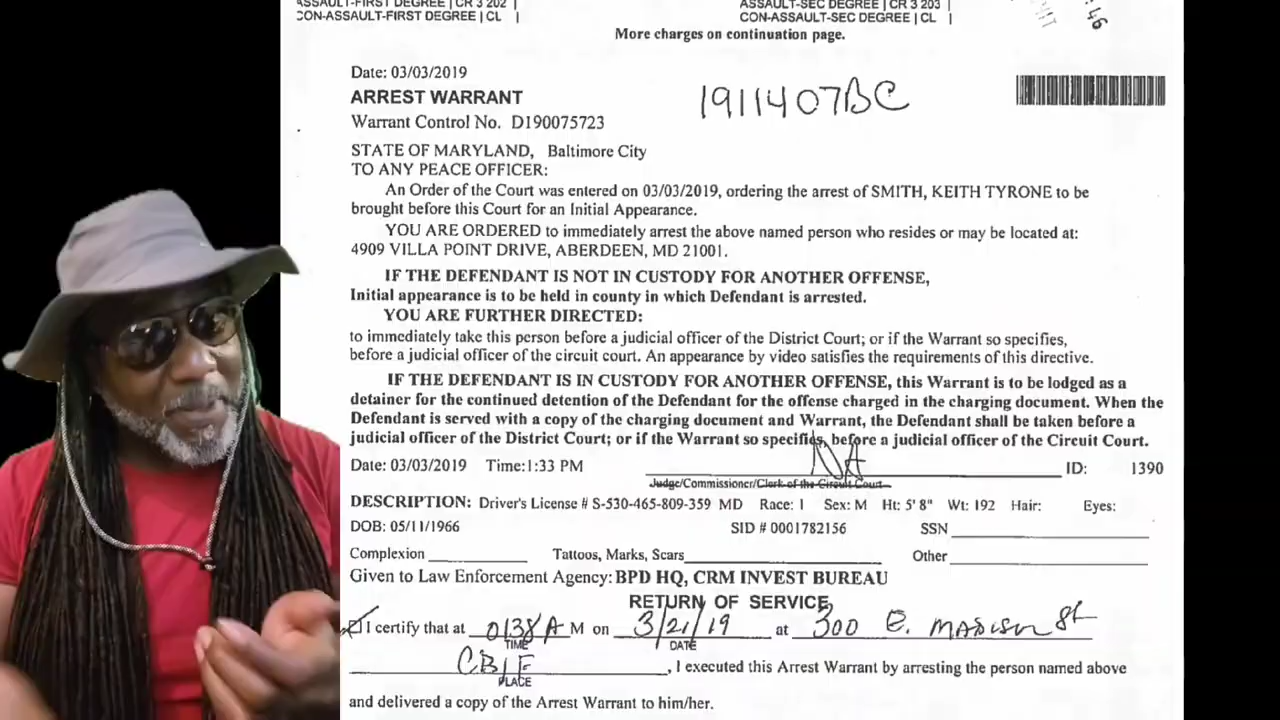 ASSAULT-FIRST DEGREE | CR 3 202 | ASSAULT-SEC DEGREE | CR 3 203 |
CON-ASSAULT-FIRST DEGREE | CL | CON-ASSAULT-SEC DEGREE | CL |
More charges on continuation page.
46
Date: 03/03/2019
ARREST WARRANT
1911407BC
Warrant Control No. D190075723
STATE OF MARYLAND, Baltimore City
TO ANY PEACE OFFICER:
An Order of the Court was entered on 03/03/2019, ordering the arrest of SMITH, KEITH TYRONE to be
brought before this Court for an Initial Appearance.
YOU ARE ORDERED to immediately arrest the above named person who resides or may be located at:
4909 VILLA POINT DRIVE, ABERDEEN, MD 21001.
IF THE DEFENDANT IS NOT IN CUSTODY FOR ANOTHER OFFENSE,
Initial appearance is to be held in county in which Defendant is arrested.
YOU ARE FURTHER DIRECTED:
to immediately take this person before a judicial officer of the District Court; or if the Warrant so specifies,
before a judicial officer of the circuit court. An appearance by video satisfies the requirements of this directive.
IF THE DEFENDANT IS IN CUSTODY FOR ANOTHER OFFENSE, this Warrant is to be lodged as a
detainer for the continued detention of the Defendant for the offense charged in the charging document. When the
Defendant is served with a copy of the charging document and Warrant, the Defendant shall be taken before a
judicial officer of the District Court; or if the Warrant so specifies, before a judicial officer of the Circuit Court.
Date: 03/03/2019 Time:1:33 PM ID: 1390
Judge/Commissioner/Clerk of the Circuit Court
DESCRIPTION: Driver's License # S-530-465-809-359 MD Race: 1 Sex: M Ht: 5' 8" Wt: 192 Hair: Eyes:
DOB: 05/11/1966 SID # 0001782156 SSN
Complexion Tattoos, Marks, Scars Other
Given to Law Enforcement Agency: BPD HQ, CRM INVEST BUREAU
RETURN OF SERVICE
I certify that at 0138 A M on 3/21/19 at 300 E. MADISON St
TIME DATE
CBIF, I executed this Arrest Warrant by arresting the person named above
PLACE
and delivered a copy of the Arrest Warrant to him/her.